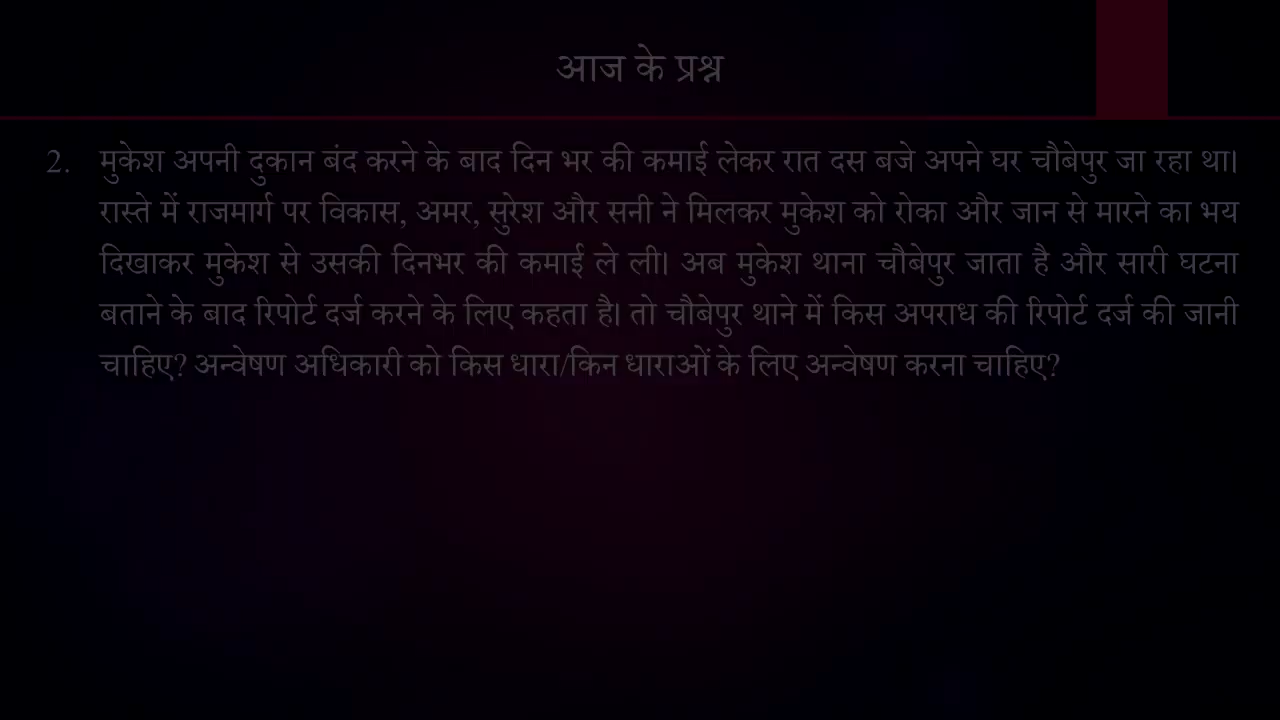 आज के प्रश्न
2. मुकेश अपनी दुकान बंद करने के बाद दिन भर की कमाई लेकर रात दस बजे अपने घर चौबेपुर जा रहा था।
रास्ते में राजमार्ग पर विकास, अमर, सुरेश और सनी ने मिलकर मुकेश को रोका और जान से मारने का भय
दिखाकर मुकेश से उसकी दिनभर की कमाई ले ली। अब मुकेश थाना चौबेपुर जाता है और सारी घटना
बताने के बाद रिपोर्ट दर्ज करने के लिए कहता है। तो चौबेपुर थाने में किस अपराध की रिपोर्ट दर्ज की जानी
चाहिए? अन्वेषण अधिकारी को किस धारा/किन धाराओं के लिए अन्वेषण करना चाहिए?